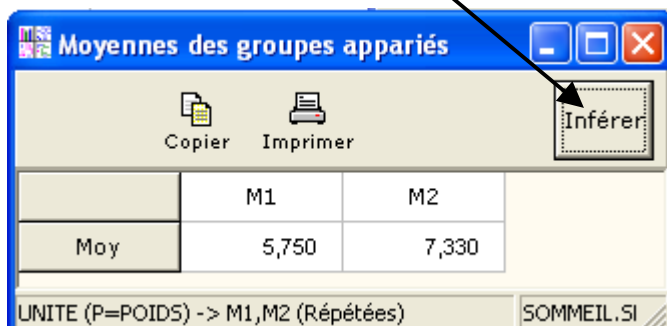 Moyennes des groupes appariés
Copier Imprimer Inférer
M1 M2
Moy 5,750 7,330
UNITE (P=POIDS) -> M1,M2 (Répétées) SOMMEIL.SI